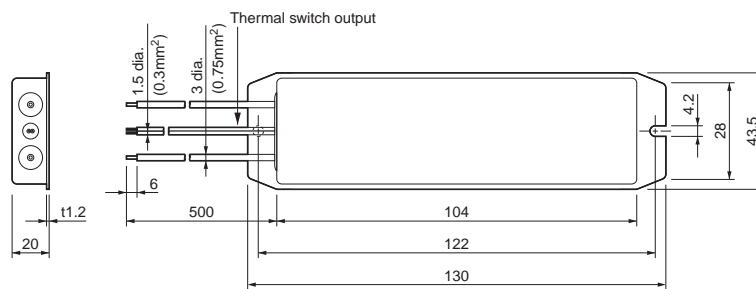 Thermal switch output
1.5 dia.
(0.3mm²)
3 dia.
(0.75mm²)
4.2
28
43.5
6
t1.2
500
104
20
122
130